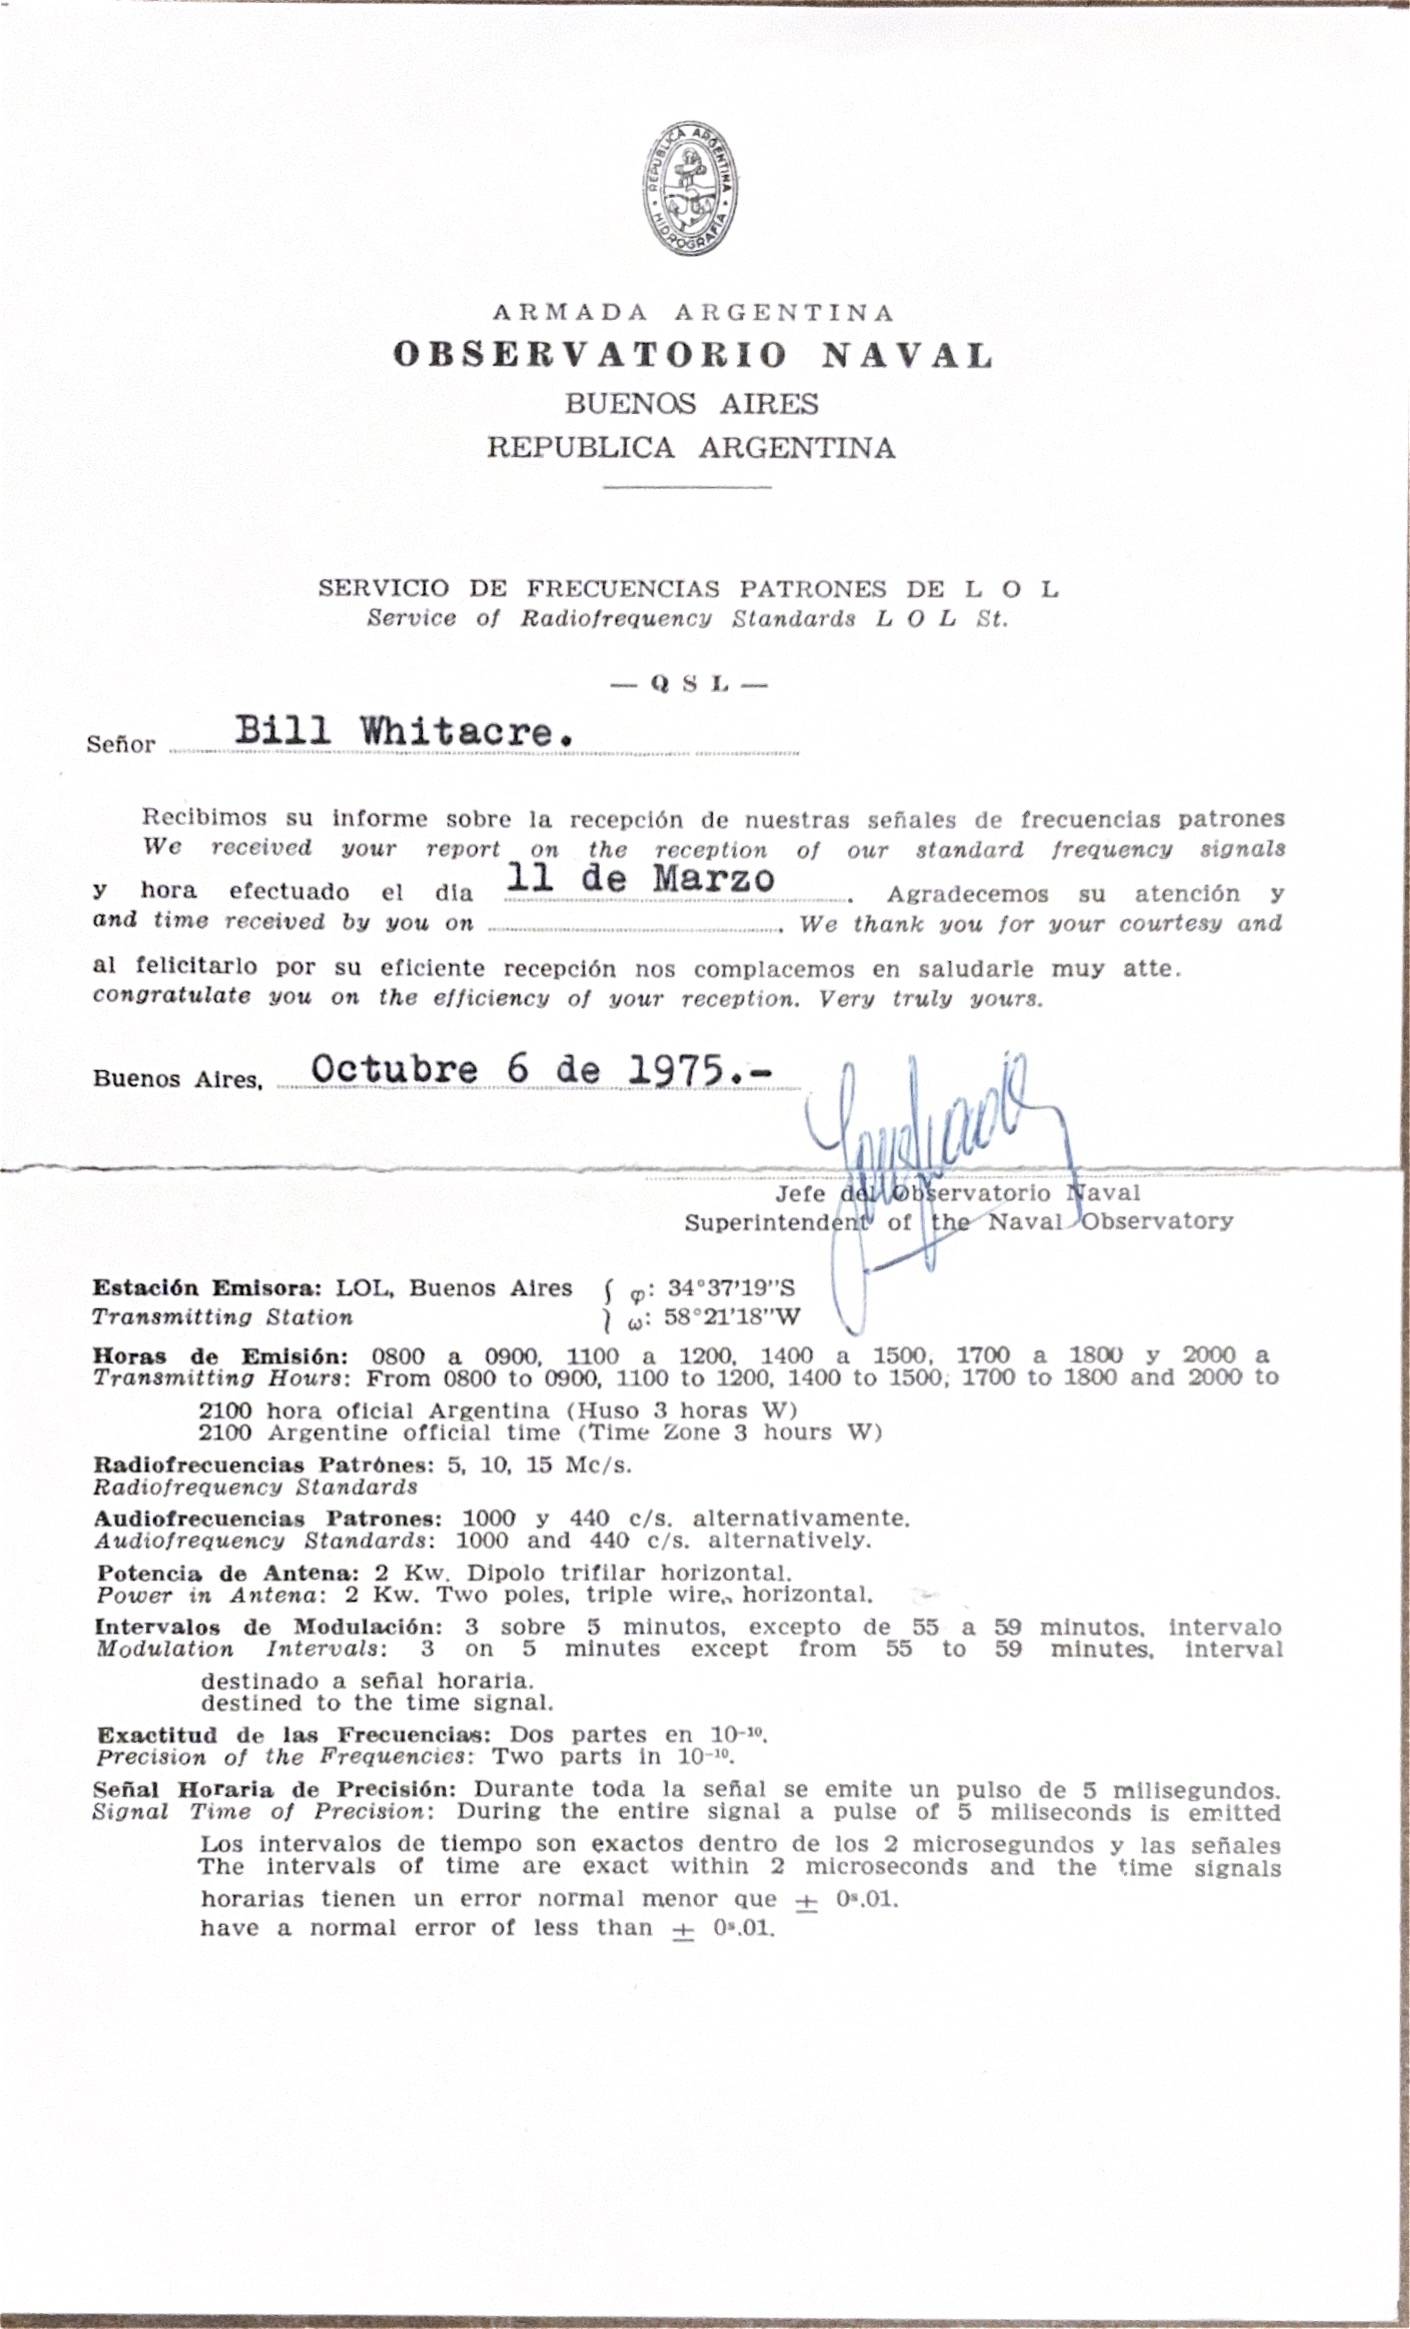 REPUBLICA ARGENTINA
HIDROGRAFIA
ARMADA ARGENTINA
OBSERVATORIO NAVAL
BUENOS AIRES
REPUBLICA ARGENTINA
SERVICIO DE FRECUENCIAS PATRONES DE L O L
Service of Radiofrequency Standards L O L St.
— Q S L —
Señor Bill Whitacre.
Recibimos su informe sobre la recepción de nuestras señales de frecuencias patrones
We received your report on the reception of our standard frequency signals
y hora efectuado el dia 11 de Marzo. Agradecemos su atención y
and time received by you on ............, We thank you for your courtesy and
al felicitarlo por su eficiente recepción nos complacemos en saludarle muy atte.
congratulate you on the efficiency of your reception. Very truly yours.
Buenos Aires, Octubre 6 de 1975.-
Jefe del Observatorio Naval
Superintendent of the Naval Observatory
Estación Emisora: LOL, Buenos Aires { φ: 34°37'19''S
Transmitting Station } ω: 58°21'18''W
Horas de Emisión: 0800 a 0900, 1100 a 1200, 1400 a 1500, 1700 a 1800 y 2000 a
Transmitting Hours: From 0800 to 0900, 1100 to 1200, 1400 to 1500, 1700 to 1800 and 2000 to
2100 hora oficial Argentina (Huso 3 horas W)
2100 Argentine official time (Time Zone 3 hours W)
Radiofrecuencias Patrónes: 5, 10, 15 Mc/s.
Radiofrequency Standards
Audiofrecuencias Patrones: 1000 y 440 c/s. alternativamente.
Audiofrequency Standards: 1000 and 440 c/s. alternatively.
Potencia de Antena: 2 Kw. Dipolo trifilar horizontal.
Power in Antena: 2 Kw. Two poles, triple wire, horizontal.
Intervalos de Modulación: 3 sobre 5 minutos, excepto de 55 a 59 minutos, intervalo
Modulation Intervals: 3 on 5 minutes except from 55 to 59 minutes, interval
destinado a señal horaria.
destined to the time signal.
Exactitud de las Frecuencias: Dos partes en 10⁻¹⁰.
Precision of the Frequencies: Two parts in 10⁻¹⁰.
Señal Horaria de Precisión: Durante toda la señal se emite un pulso de 5 milisegundos.
Signal Time of Precision: During the entire signal a pulse of 5 miliseconds is emitted
Los intervalos de tiempo son exactos dentro de los 2 microsegundos y las señales
The intervals of time are exact within 2 microseconds and the time signals
horarias tienen un error normal menor que ± 0ˢ.01.
have a normal error of less than ± 0ˢ.01.